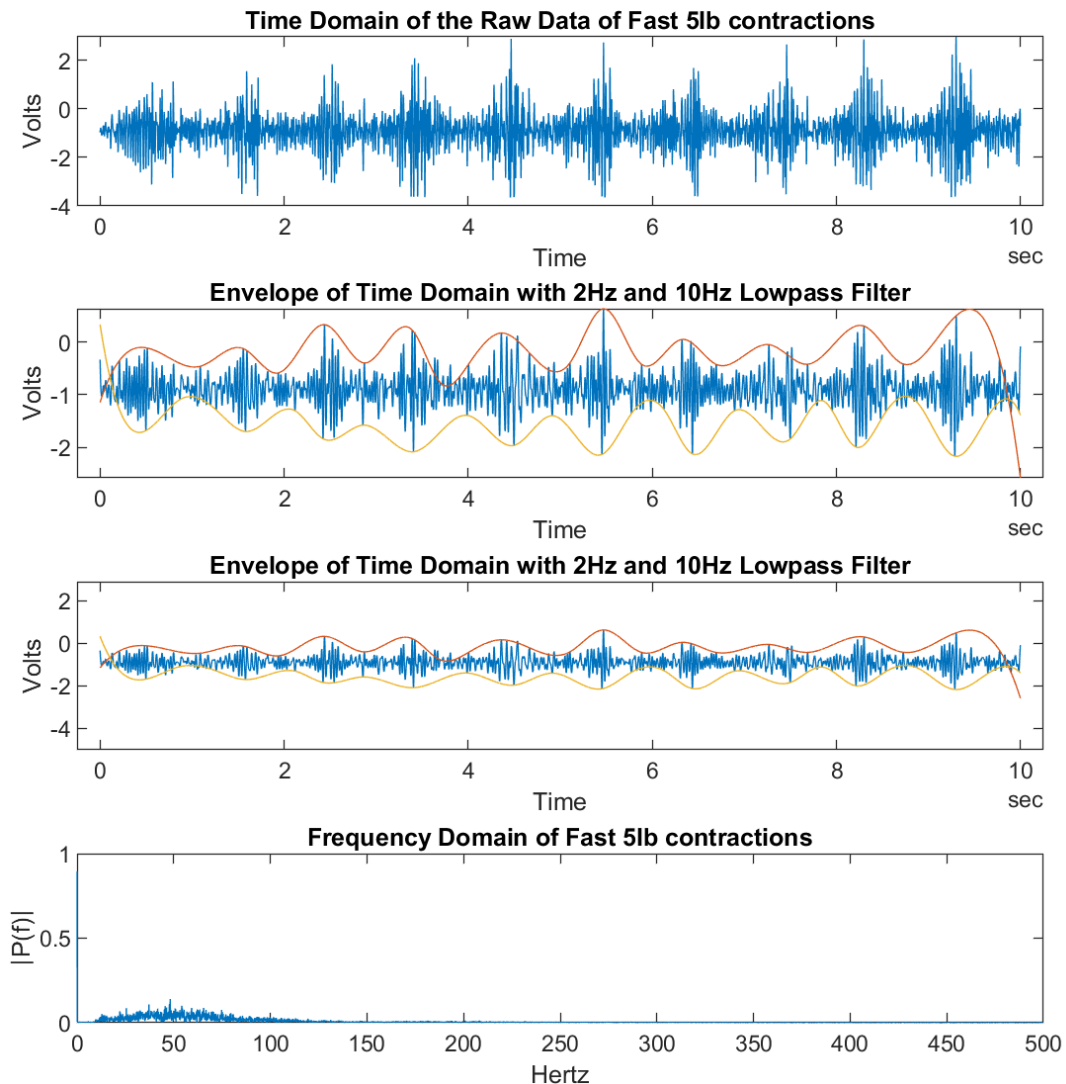 Time Domain of the Raw Data of Fast 5lb contractions
2
0
-2
-4
Volts
0 2 4 6 8 10
Time
sec
Envelope of Time Domain with 2Hz and 10Hz Lowpass Filter
0
-1
-2
Volts
0 2 4 6 8 10
Time
sec
Envelope of Time Domain with 2Hz and 10Hz Lowpass Filter
2
0
-2
-4
Volts
0 2 4 6 8 10
Time
sec
Frequency Domain of Fast 5lb contractions
1
0.5
0
|P(f)|
0 50 100 150 200 250 300 350 400 450 500
Hertz